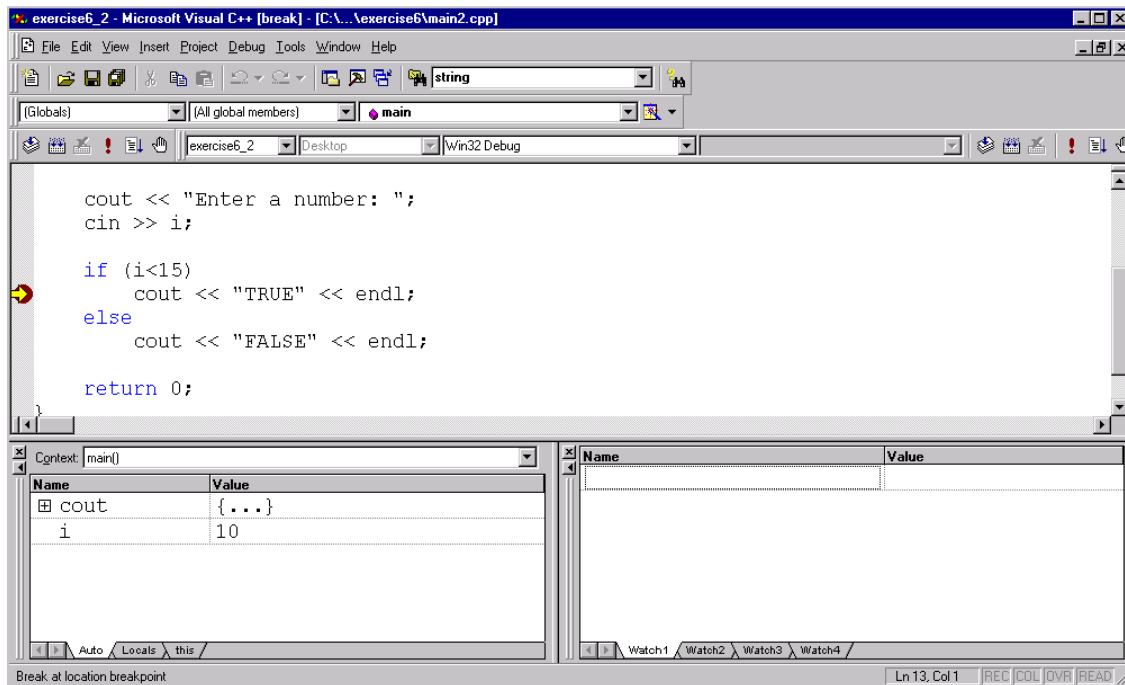 exercise6_2 - Microsoft Visual C++ [break] - [C:\...\exercise6\main2.cpp]
File Edit View Insert Project Debug Tools Window Help
string
(Globals) (All global members) main
exercise6_2 Desktop Win32 Debug
cout << "Enter a number: ";
cin >> i;
if (i<15)
cout << "TRUE" << endl;
else
cout << "FALSE" << endl;
return 0;
}
Context: main()
Name Value
cout {...}
i 10
Auto Locals this
Name Value
Watch1 Watch2 Watch3 Watch4
Break at location breakpoint Ln 13, Col 1 REC COL OVR READ